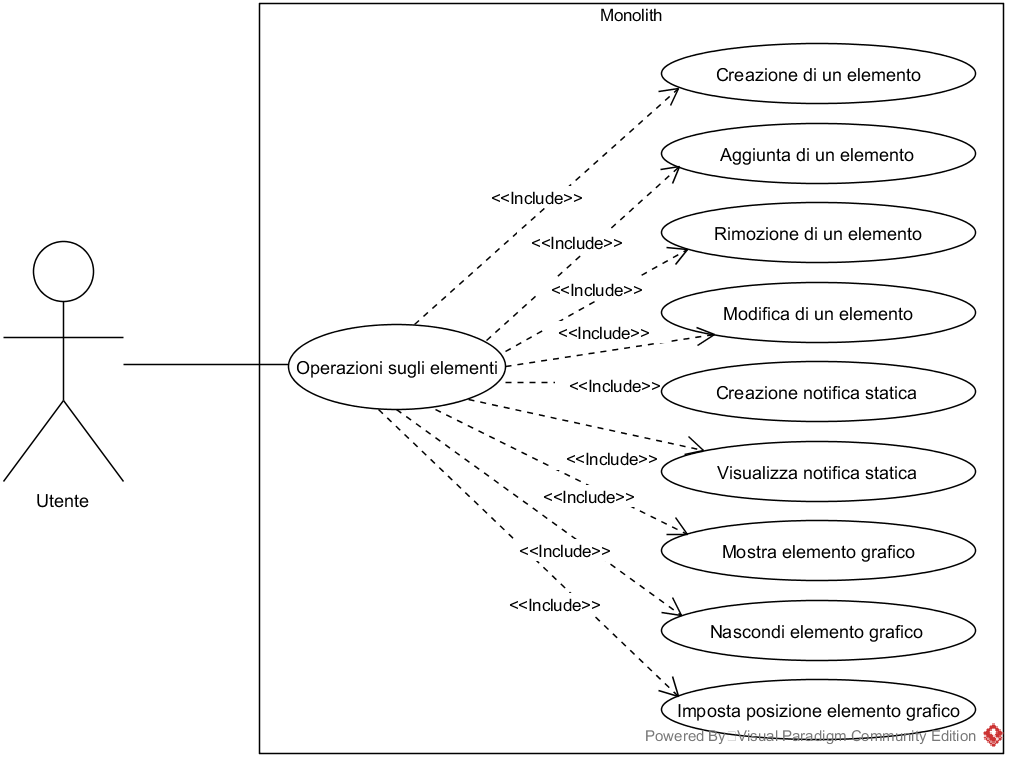 Monolith
Creazione di un elemento
Aggiunta di un elemento
<<Include>>
Rimozione di un elemento
<<Include>>
<<Include>>
Modifica di un elemento
<<Include>>
Operazioni sugli elementi
<<Include>>
Creazione notifica statica
<<Include>>
Visualizza notifica statica
Utente
<<Include>>
<<Include>>
Mostra elemento grafico
<<Include>>
Nascondi elemento grafico
Imposta posizione elemento grafico
Powered By Visual Paradigm Community Edition